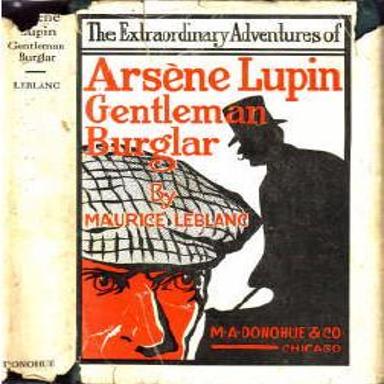 Arsène
Lupin
Gentleman
Burglar
LEBLANC
DONOHUE
The Extraordinary Adventures of
Arsène Lupin
Gentleman
Burglar
By
MAURICE LEBLANC
M·A·DONOHUE & CO
CHICAGO